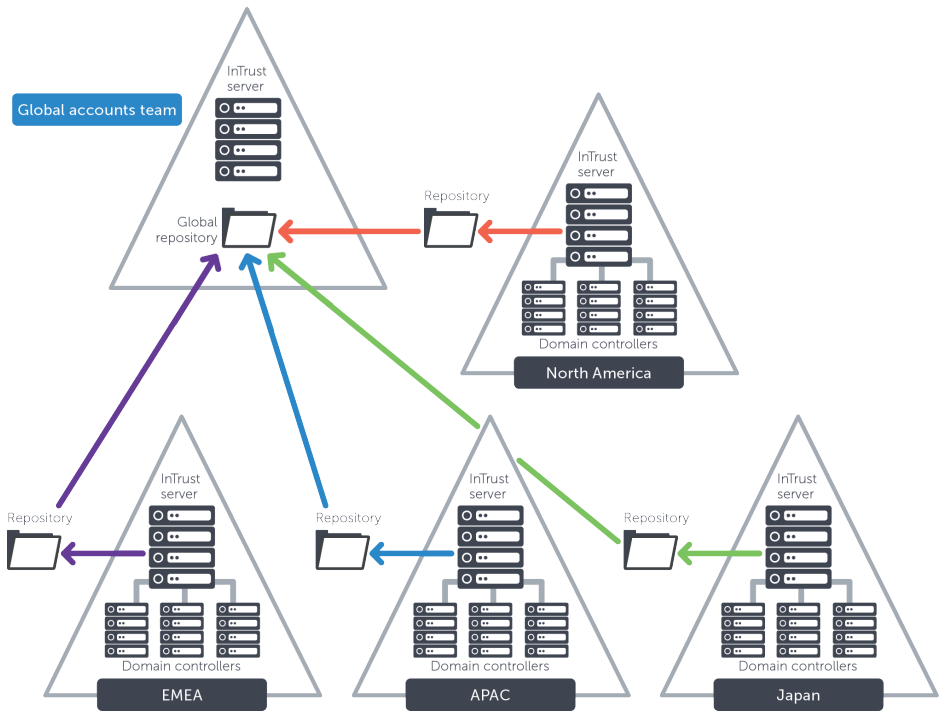 InTrust
server
Global accounts team
Global
repository
Repository
InTrust
server
Domain controllers
North America
Repository
InTrust
server
Domain controllers
EMEA
Repository
InTrust
server
Domain controllers
APAC
Repository
InTrust
server
Domain controllers
Japan